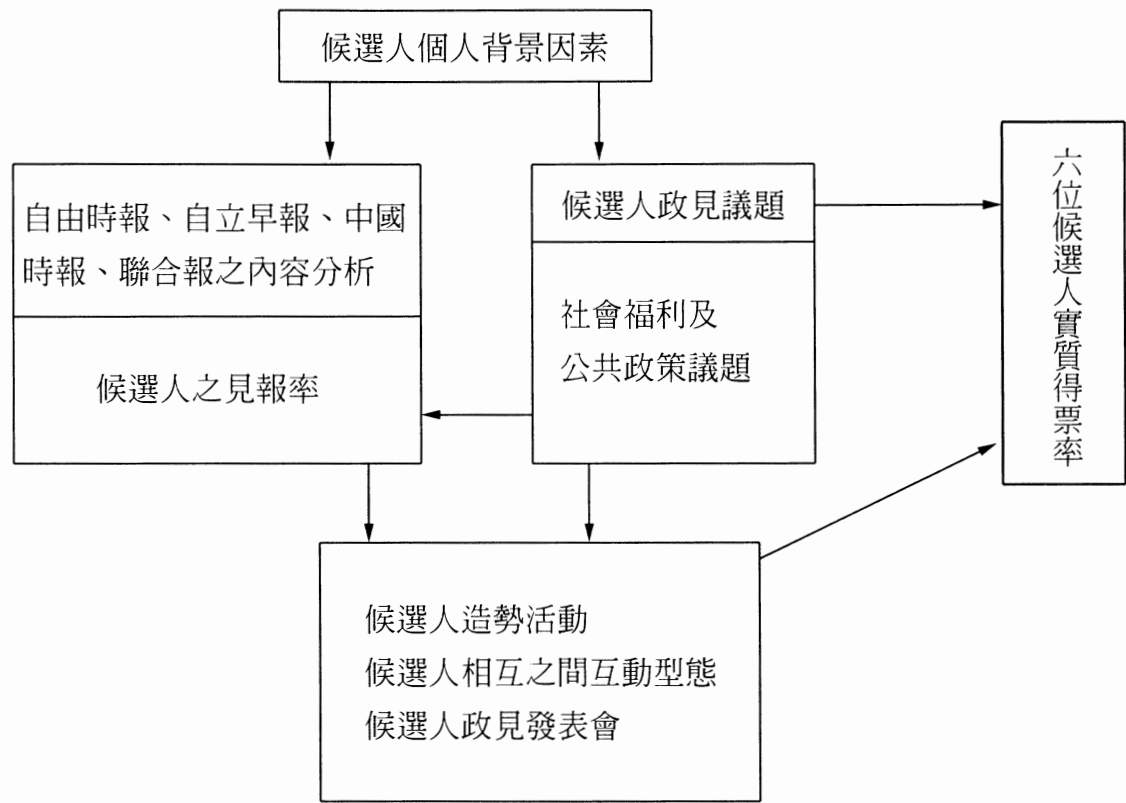 候選人個人背景因素
自由時報、自立早報、中國
時報、聯合報之內容分析
候選人之見報率
候選人政見議題
社會福利及
公共政策議題
六位候選人實質得票率
候選人造勢活動
候選人相互之間互動型態
候選人政見發表會